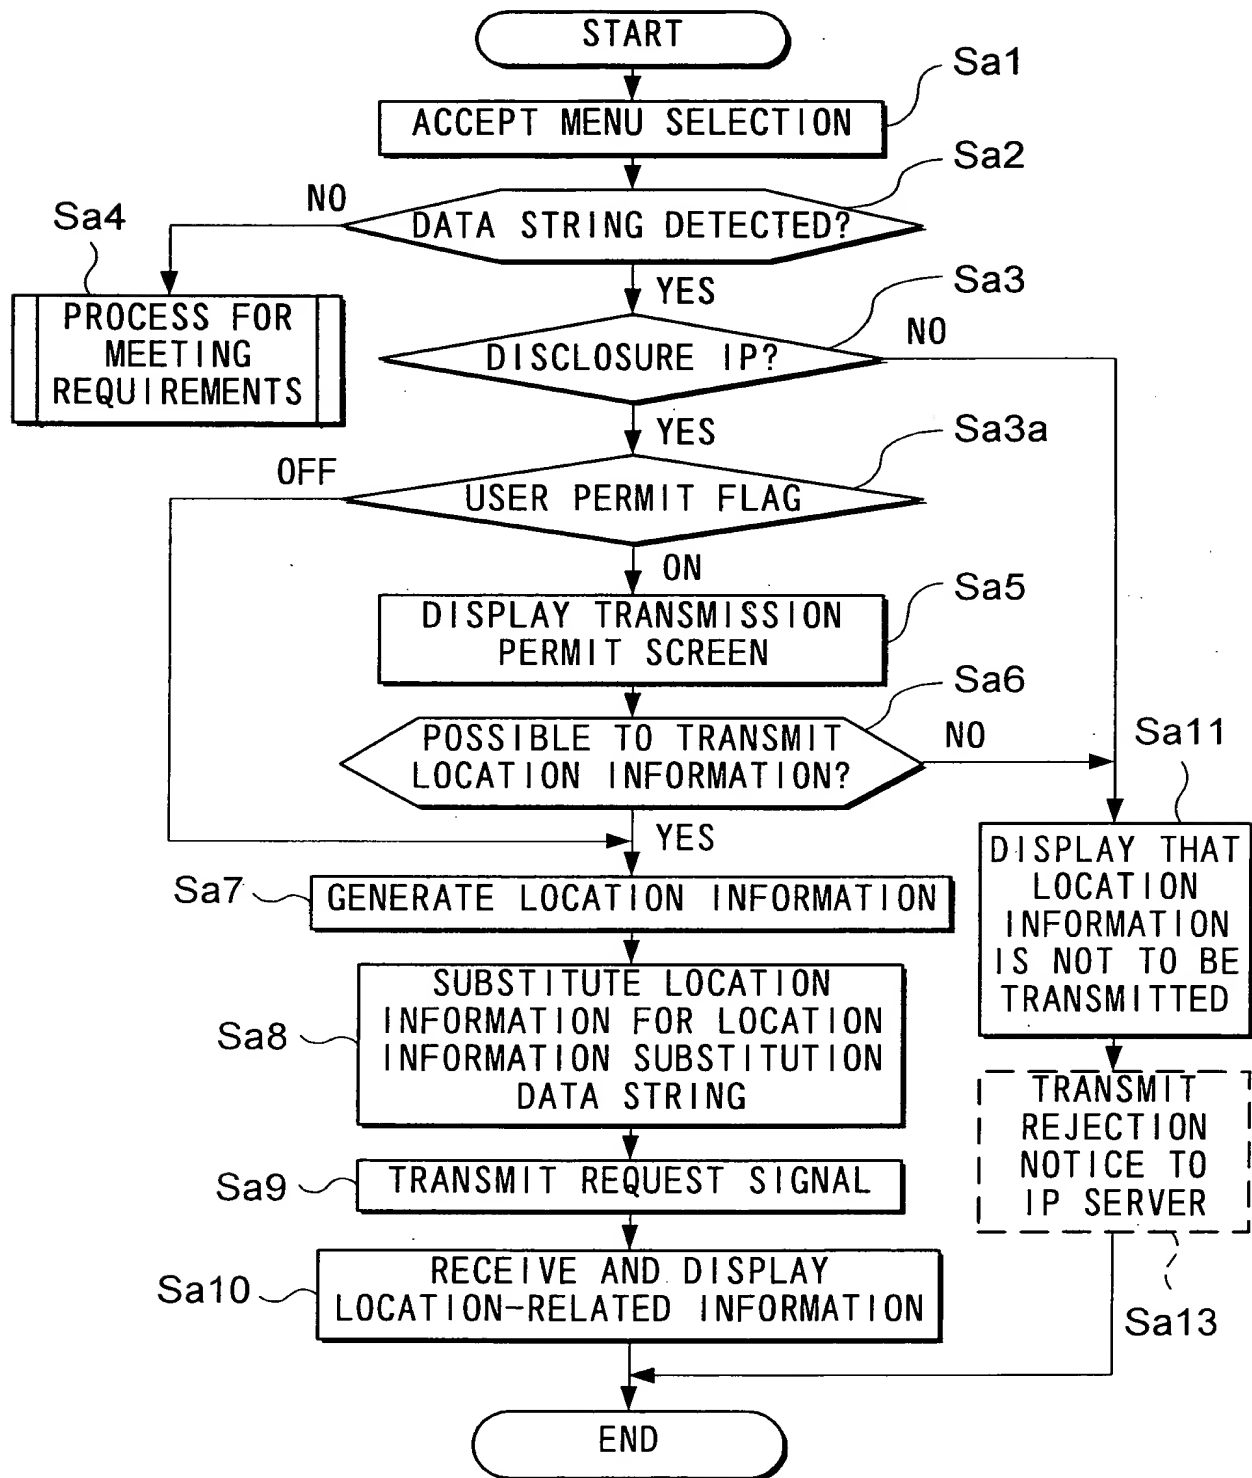 START
Sa1
ACCEPT MENU SELECTION
Sa2
NO
DATA STRING DETECTED?
Sa4
YES
Sa3
PROCESS FOR
MEETING
REQUIREMENTS
DISCLOSURE IP?
NO
YES
Sa3a
OFF
USER PERMIT FLAG
ON
Sa5
DISPLAY TRANSMISSION
PERMIT SCREEN
Sa6
POSSIBLE TO TRANSMIT
LOCATION INFORMATION?
NO
Sa11
YES
DISPLAY THAT
LOCATION
INFORMATION
IS NOT TO BE
TRANSMITTED
Sa7
GENERATE LOCATION INFORMATION
Sa8
SUBSTITUTE LOCATION
INFORMATION FOR LOCATION
INFORMATION SUBSTITUTION
DATA STRING
TRANSMIT
REJECTION
NOTICE TO
IP SERVER
Sa9
TRANSMIT REQUEST SIGNAL
Sa10
RECEIVE AND DISPLAY
LOCATION-RELATED INFORMATION
Sa13
END